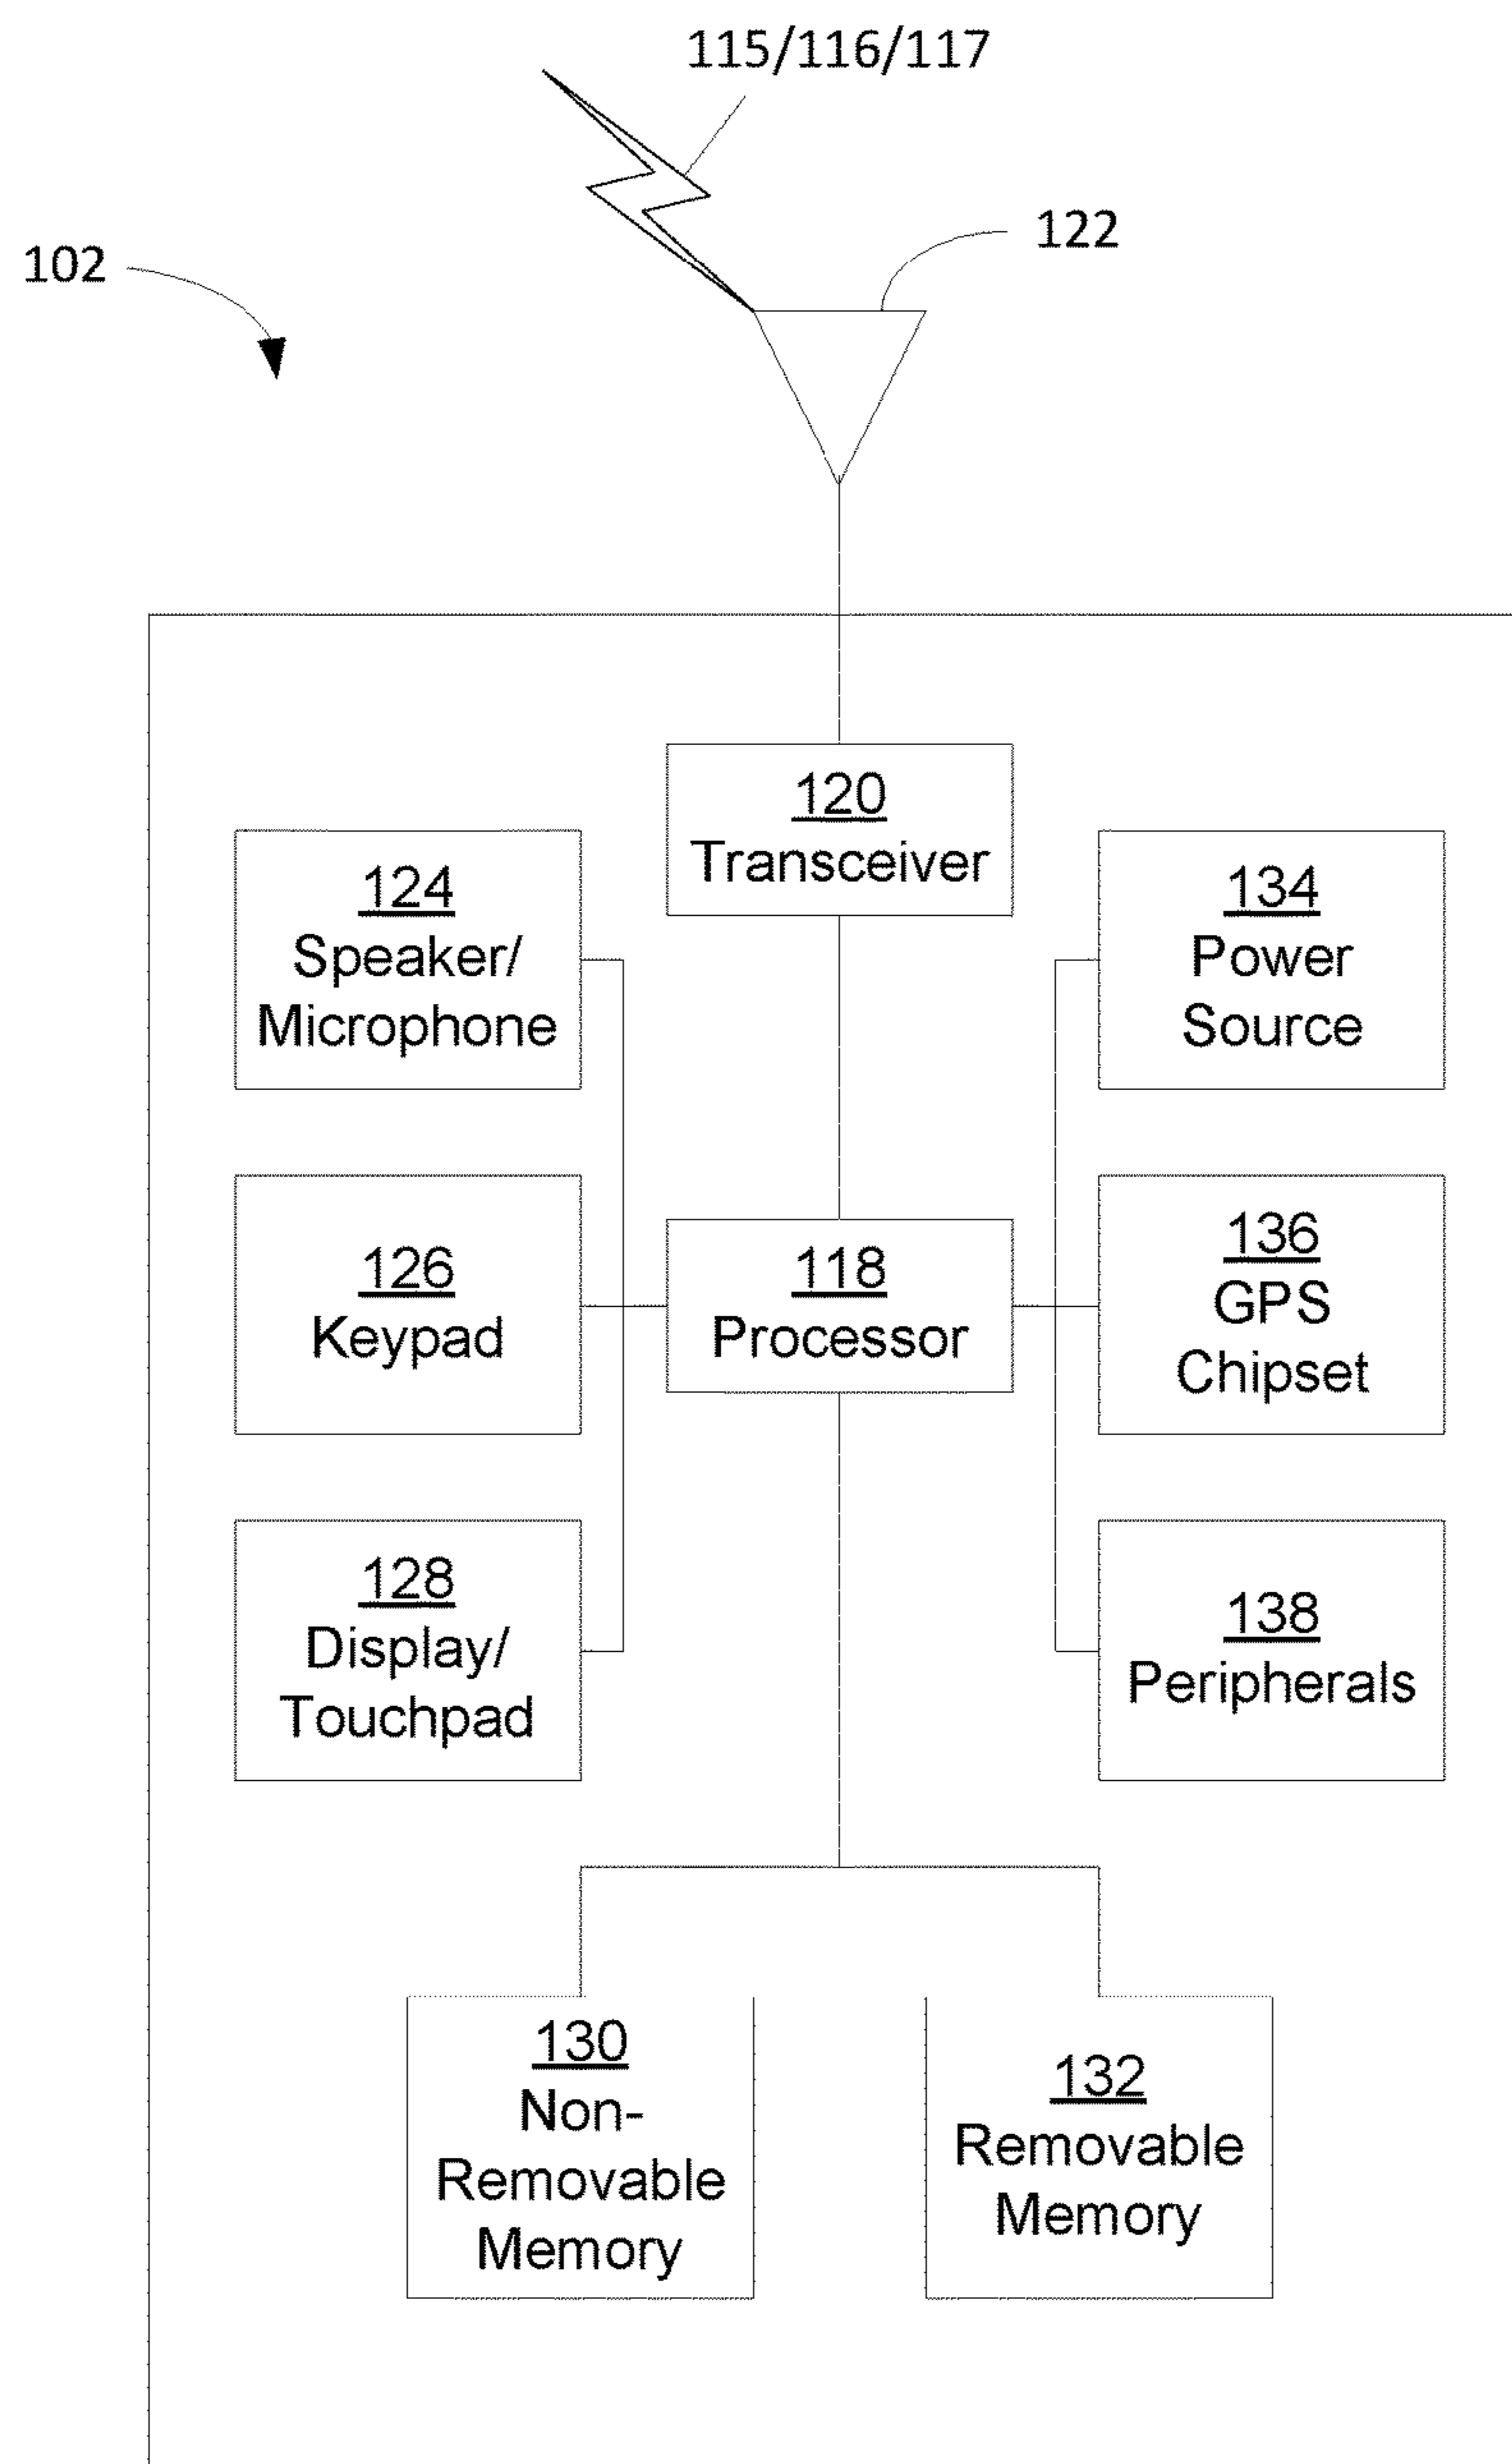 115/116/117
122
102
120
Transceiver
124
Speaker/
Microphone
134
Power
Source
126
Keypad
118
Processor
136
GPS
Chipset
128
Display/
Touchpad
138
Peripherals
130
Non-
Removable
Memory
132
Removable
Memory